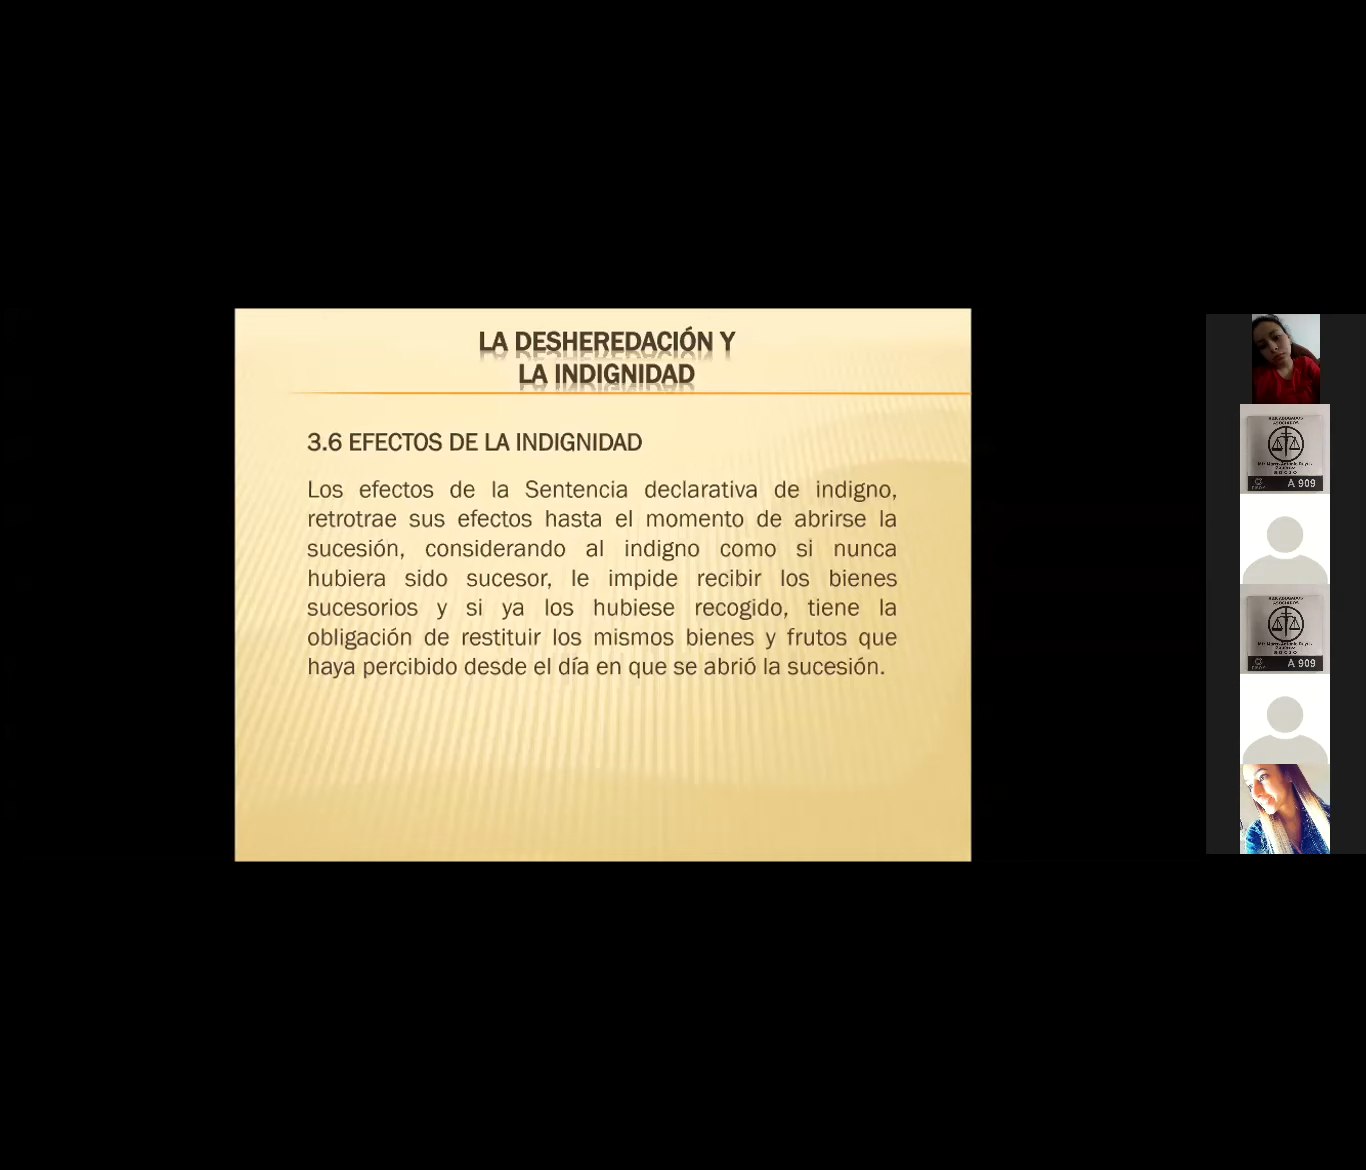 LA DESHEREDACIÓN Y
LA INDIGNIDAD
3.6 EFECTOS DE LA INDIGNIDAD
Los efectos de la Sentencia declarativa de indigno,
retrotrae sus efectos hasta el momento de abrirse la
sucesión, considerando al indigno como si nunca
hubiera sido sucesor, le impide recibir los bienes
sucesorios y si ya los hubiese recogido, tiene la
obligación de restituir los mismos bienes y frutos que
haya percibido desde el día en que se abrió la sucesión.
ASOCIADOS
A 909
ASOCIADOS
A 909